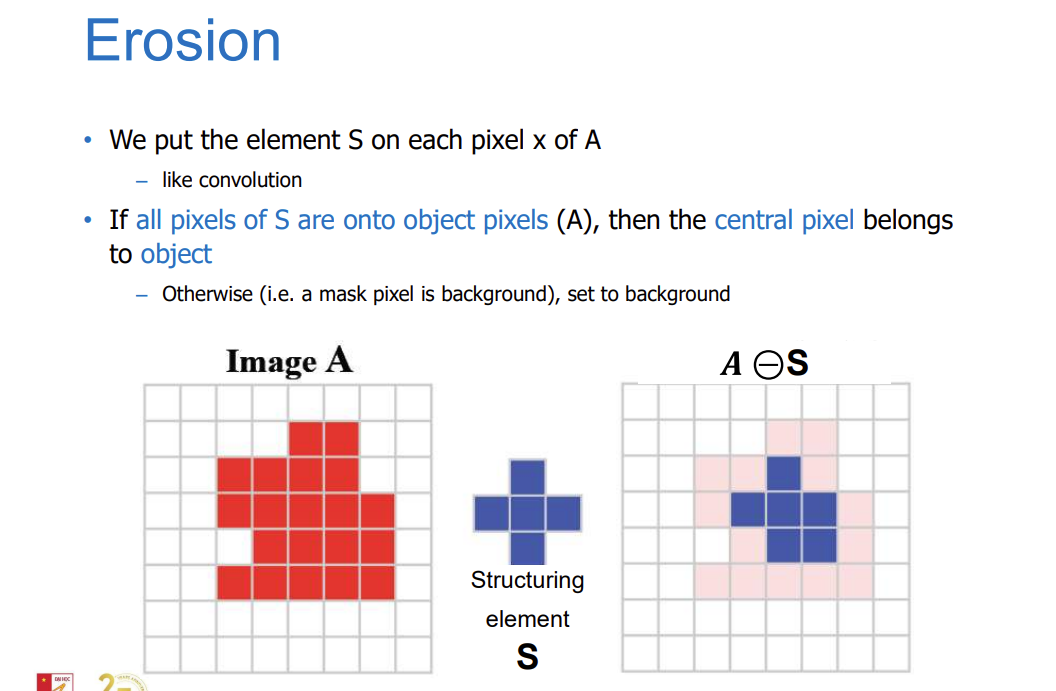 Erosion
• We put the element S on each pixel x of A
– like convolution
• If all pixels of S are onto object pixels (A), then the central pixel belongs
to object
– Otherwise (i.e. a mask pixel is background), set to background
Image A
A ⊖S
Structuring
element
S